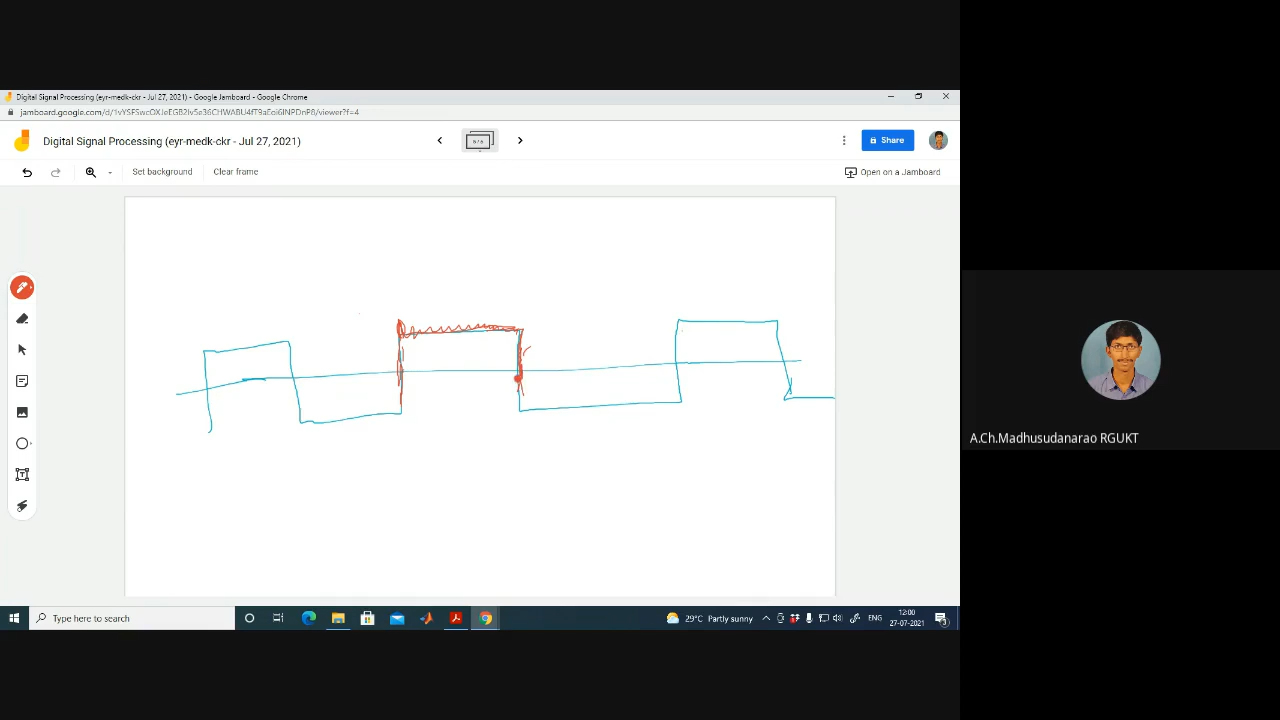 Digital Signal Processing (eyr-medk-ckr - Jul 27, 2021) - Google Jamboard - Google Chrome
Digital Signal Processing (eyr-medk-ckr - Jul 27, 2021)
Share
Set background
Clear frame
Open on a Jamboard
A.Ch.Madhusudanarao RGUKT
Type here to search
29°C Partly sunny
ENG
12:00
27-07-2021